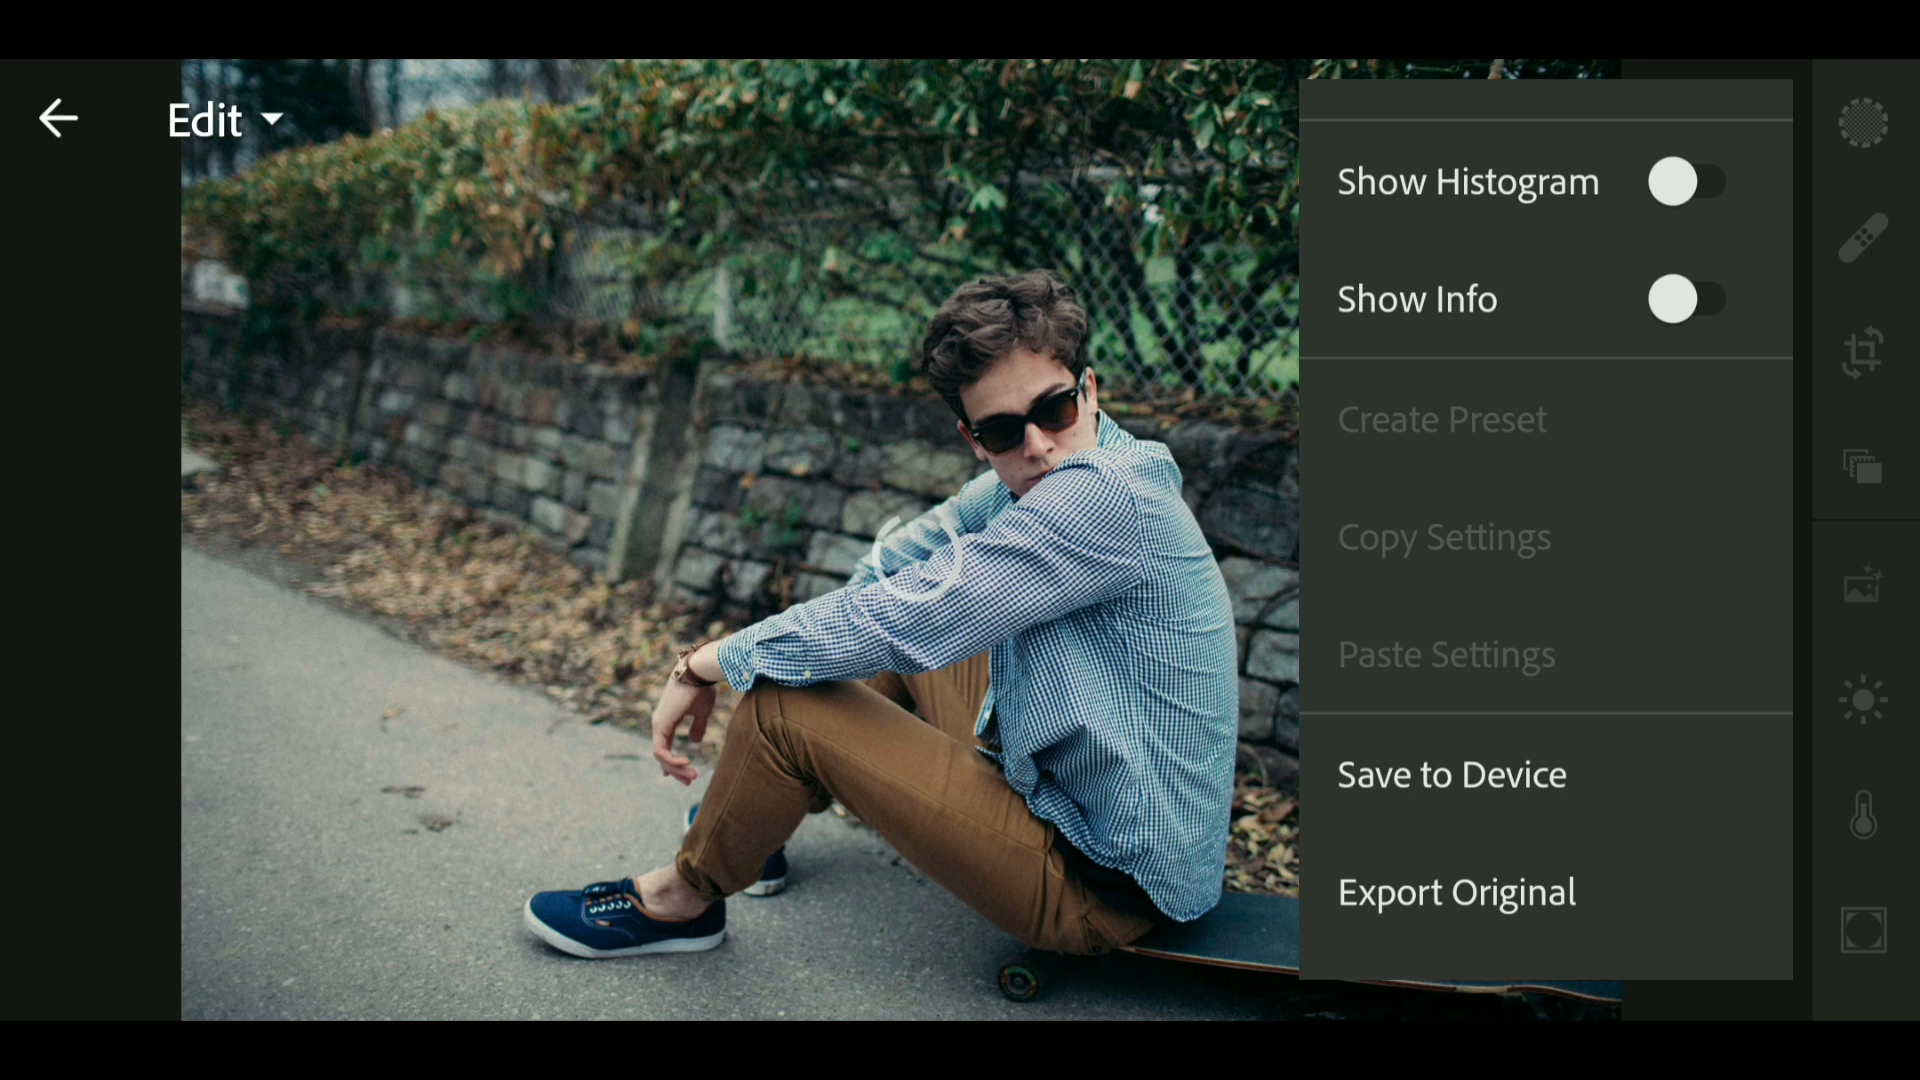 Edit
Show Histogram
Show Info
Create Preset
Copy Settings
Paste Settings
Save to Device
Export Original